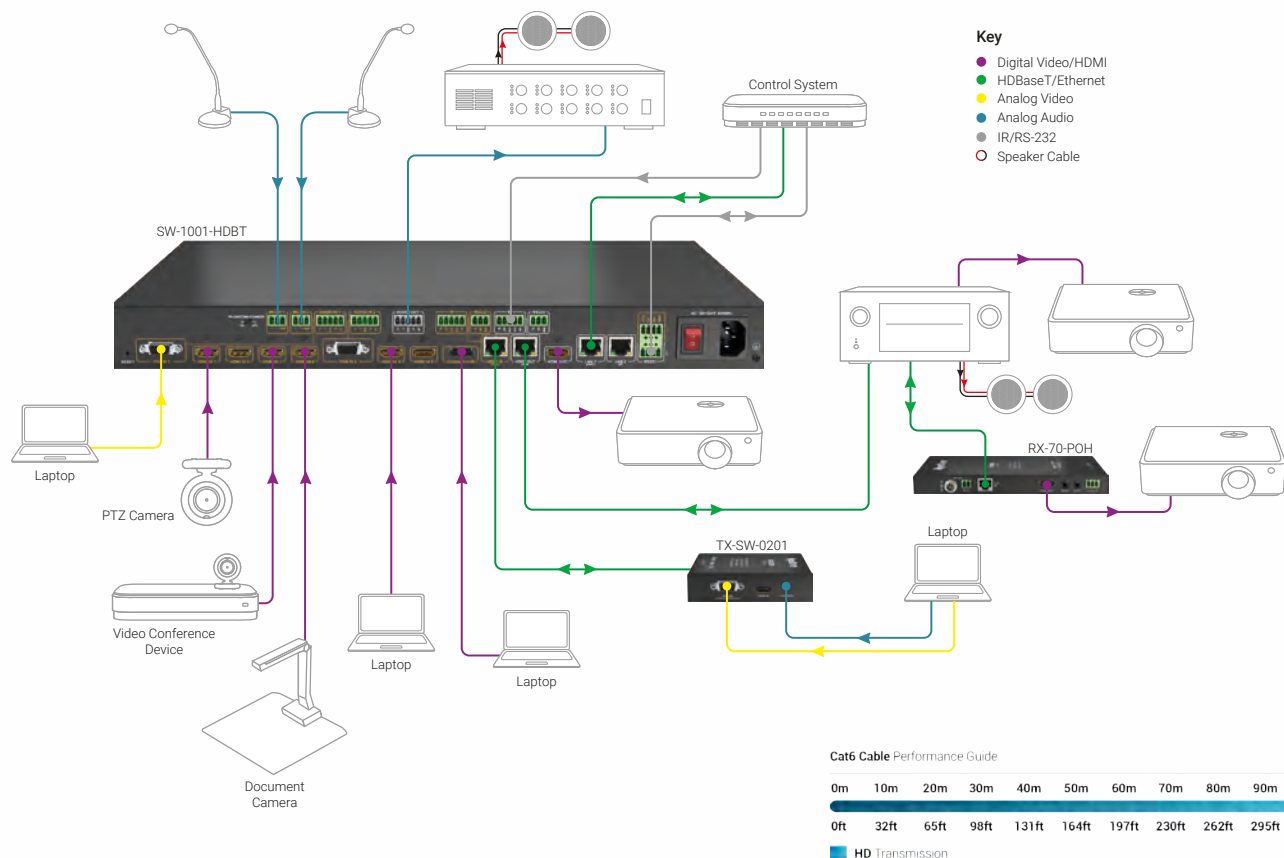 Key
Digital Video/HDMI
HDBaseT/Ethernet
Analog Video
Analog Audio
IR/RS-232
Speaker Cable
Control System
SW-1001-HDBT
RX-70-POH
Laptop
PTZ Camera
TX-SW-0201
Laptop
Video Conference
Device
Laptop
Laptop
Document
Camera
Cat6 Cable Performance Guide
0m 10m 20m 30m 40m 50m 60m 70m 80m 90m
0ft 32ft 65ft 98ft 131ft 164ft 197ft 230ft 262ft 295ft
HD Transmission